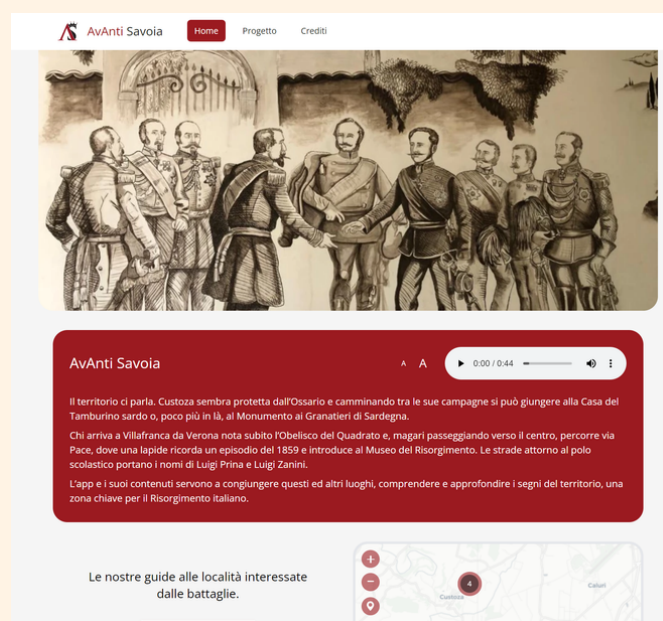 AvAnti Savoia
Home
Progetto
Crediti
AvAnti Savoia
A A
0:00 / 0:44
Il territorio ci parla. Custoza sembra protetta dall'Ossario e camminando tra le sue campagne si può giungere alla Casa del
Tamburino sardo o, poco più in là, al Monumento ai Granatieri di Sardegna.
Chi arriva a Villafranca da Verona nota subito l'Obelisco del Quadrato e, magari passeggiando verso il centro, percorre via
Pace, dove una lapide ricorda un episodio del 1859 e introduce al Museo del Risorgimento. Le strade attorno al polo
scolastico portano i nomi di Luigi Prina e Luigi Zanini.
L'app e i suoi contenuti servono a congiungere questi ed altri luoghi, comprendere e approfondire i segni del territorio, una
zona chiave per il Risorgimento italiano.
Le nostre guide alle località interessate
dalle battaglie.
+
−
4
Custoza
Caluri